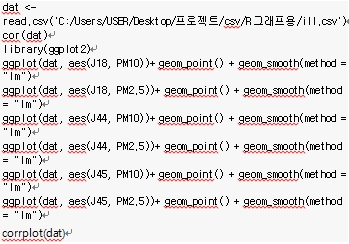 dat <-
read.csv('C:/Users/USER/Desktop/프로젝트/csv/R그래프용/ill.csv')
cor(dat)
library(ggplot2)
ggplot(dat, aes(J18, PM10))+ geom_point() + geom_smooth(method =
"lm")
ggplot(dat, aes(J18, PM2,5))+ geom_point() + geom_smooth(method
= "lm")
ggplot(dat, aes(J44, PM10))+ geom_point() + geom_smooth(method =
"lm")
ggplot(dat, aes(J44, PM2,5))+ geom_point() + geom_smooth(method
= "lm")
ggplot(dat, aes(J45, PM10))+ geom_point() + geom_smooth(method =
"lm")
ggplot(dat, aes(J45, PM2,5))+ geom_point() + geom_smooth(method
= "lm")
corrplot(dat)